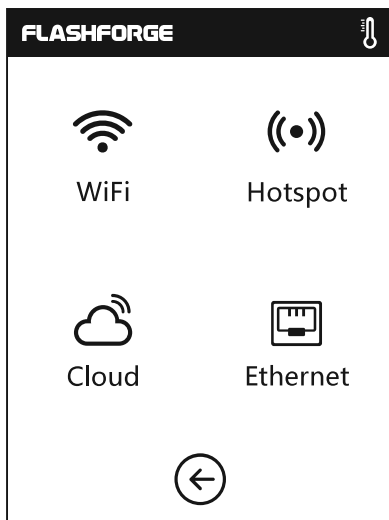 FLASHFORGE
WiFi
Hotspot
Cloud
Ethernet